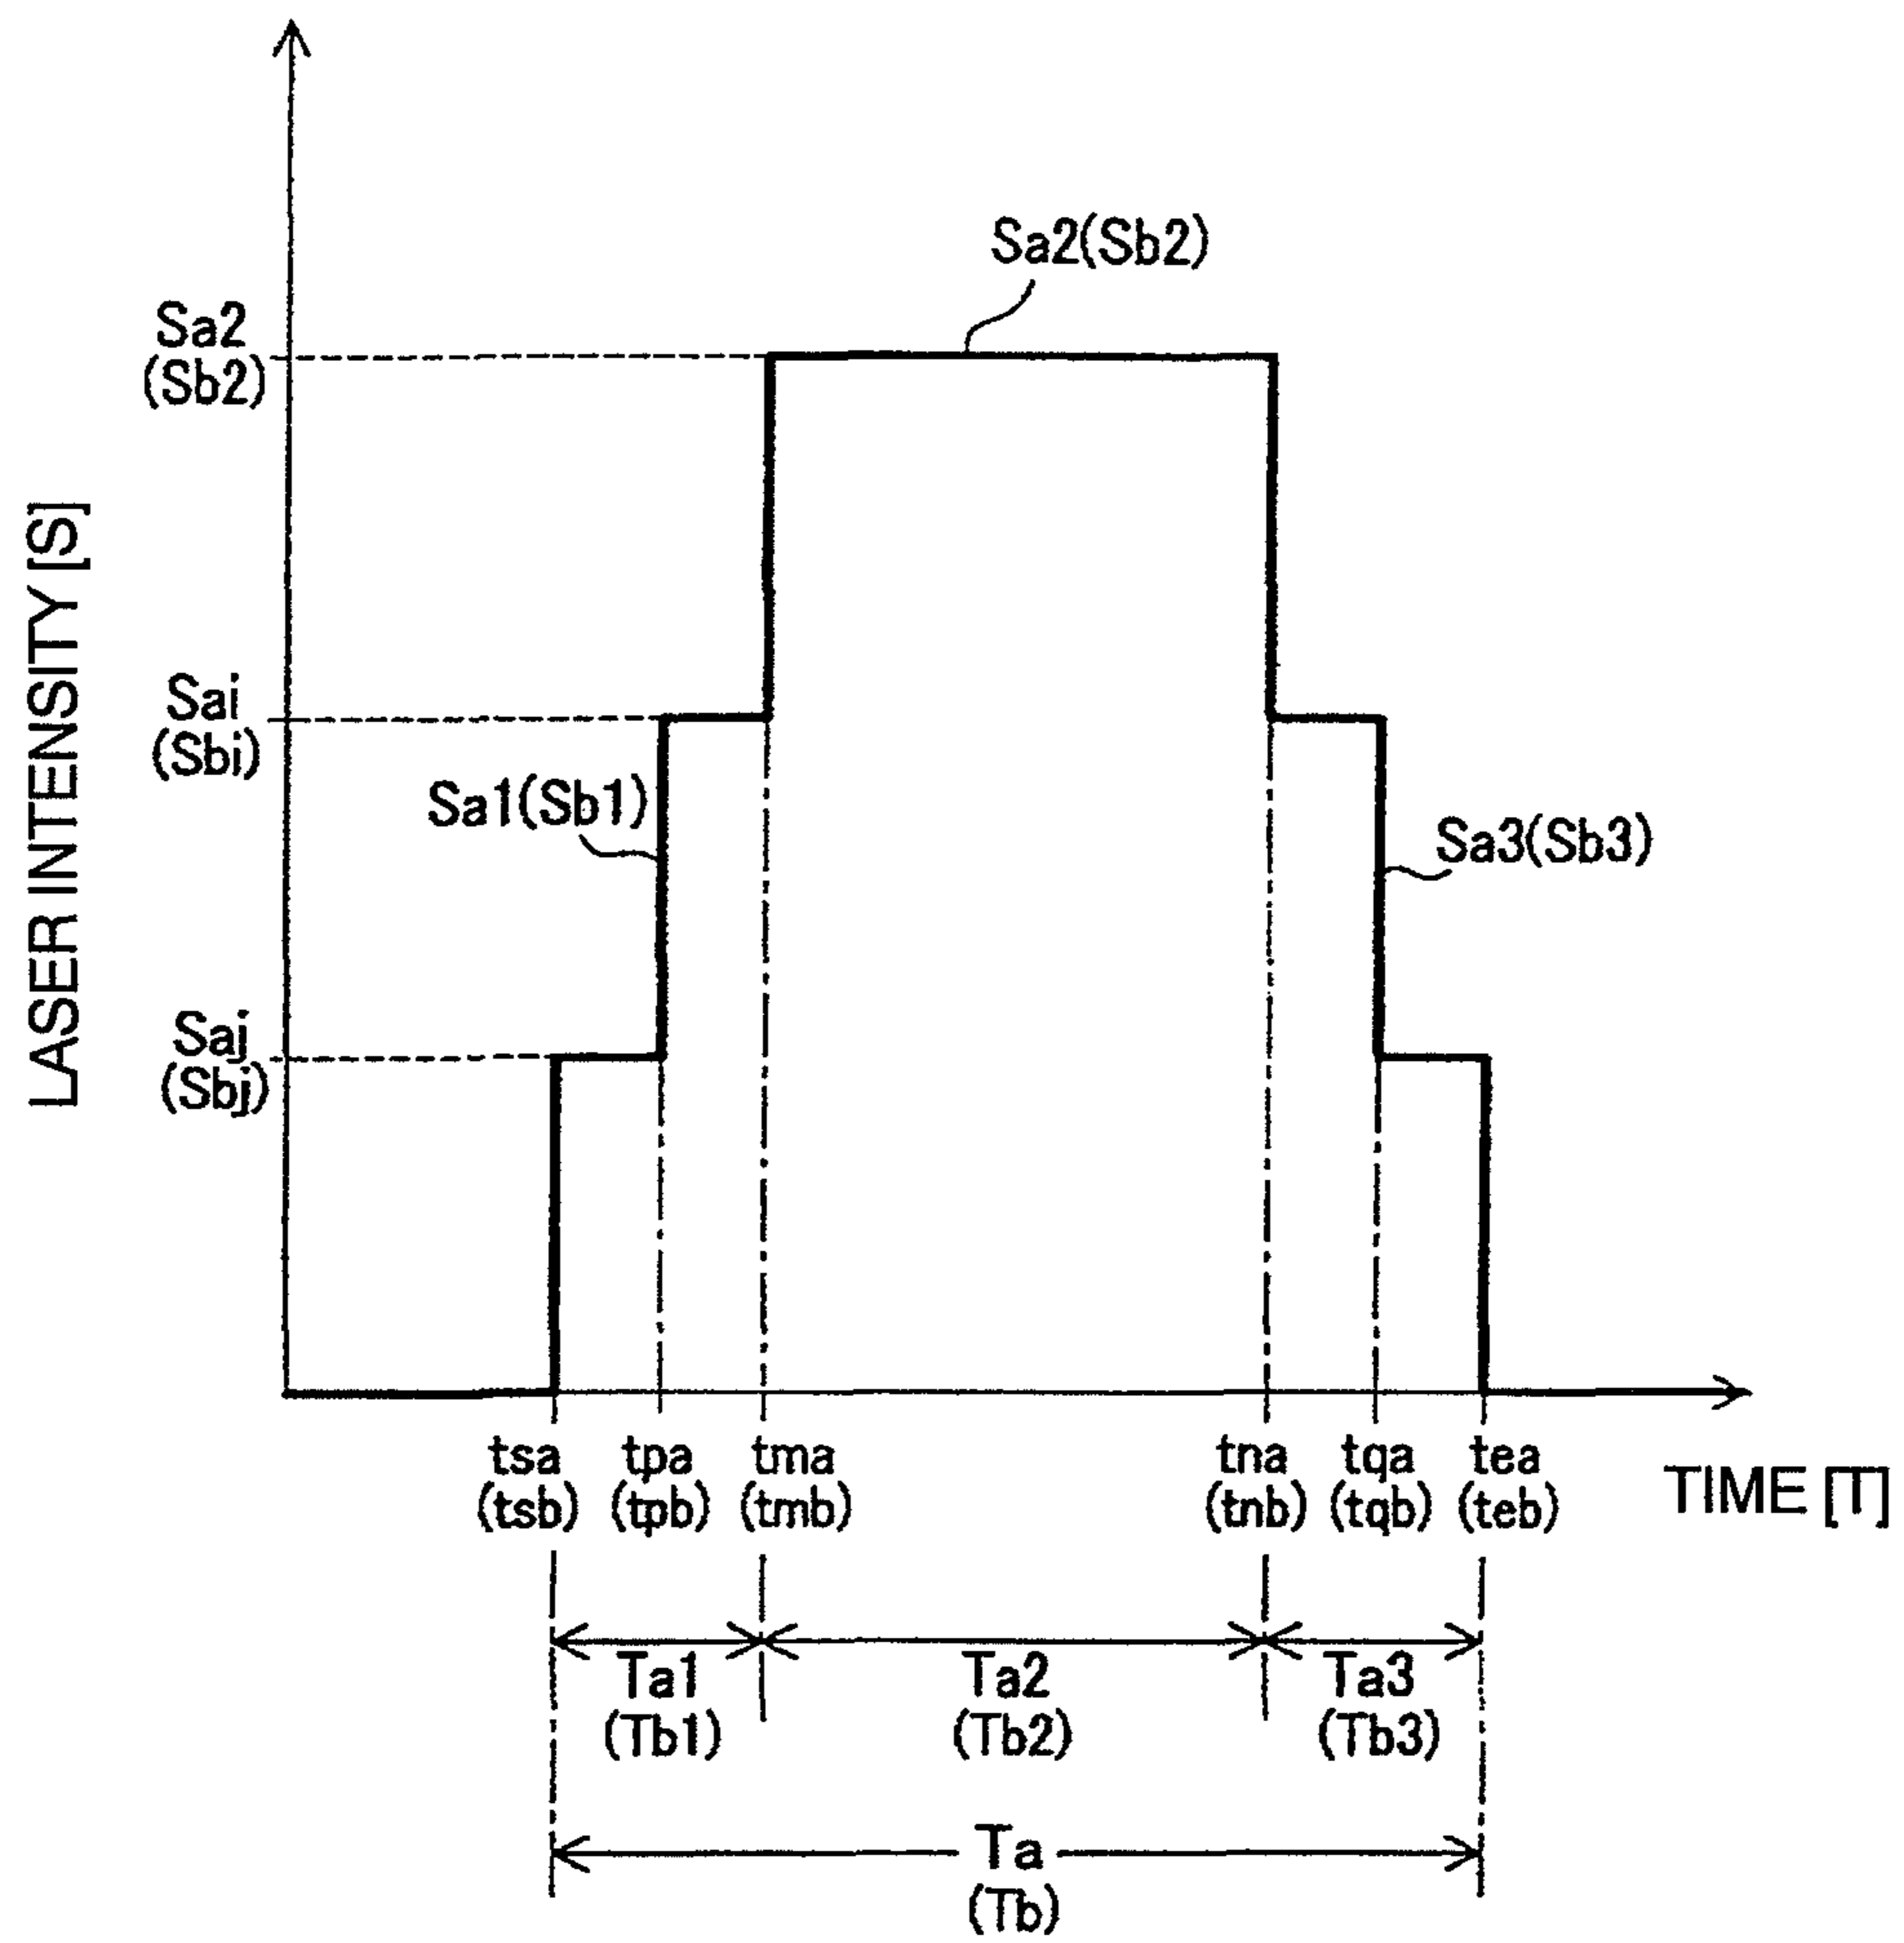 Sa2(Sb2)
Sa2
(Sb2)
LASER INTENSITY [S]
Sai
(Sbi)
Sa1(Sb1)
Sa3(Sb3)
Saj
(Sbj)
tsa tpa tma tna tqa tea
(tsb) (tpb) (tmb) (tnb) (tqb) (teb)
TIME [T]
Ta1 Ta2 Ta3
(Tb1) (Tb2) (Tb3)
Ta
(Tb)